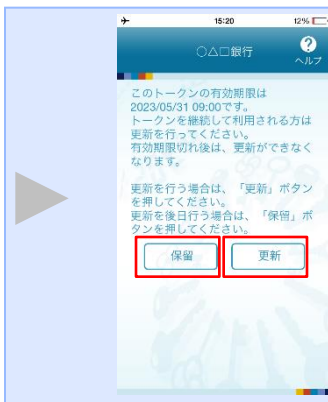 15:20
12%
○△□銀行
?
ヘルプ
このトークンの有効期限は
2023/05/31 09:00です。
トークンを継続して利用される方は
更新を行ってください。
有効期限切れ後は、更新ができなく
なります。
更新を行う場合は、「更新」ボタン
を押してください。
更新を後日行う場合は、「保留」ボ
タンを押してください。
保留
更新